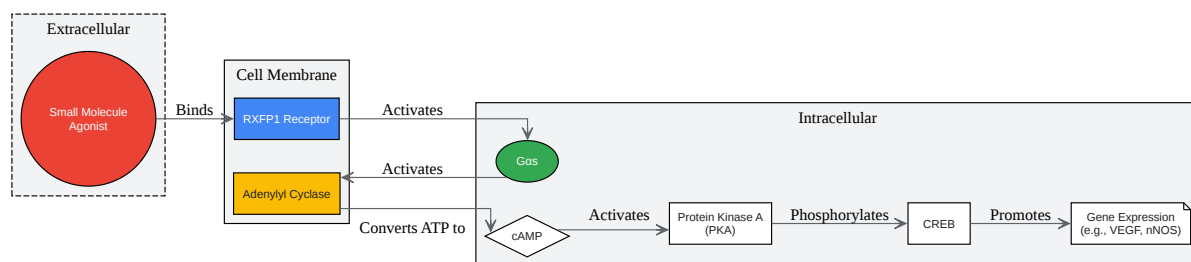 Extracellular
Small Molecule
Agonist
Binds
Cell Membrane
RXFP1 Receptor
Activates
Adenylyl Cyclase
Activates
Converts ATP to
Intracellular
Gαs
cAMP
Activates
Protein Kinase A
(PKA)
Phosphorylates
CREB
Promotes
Gene Expression
(e.g., VEGF, nNOS)